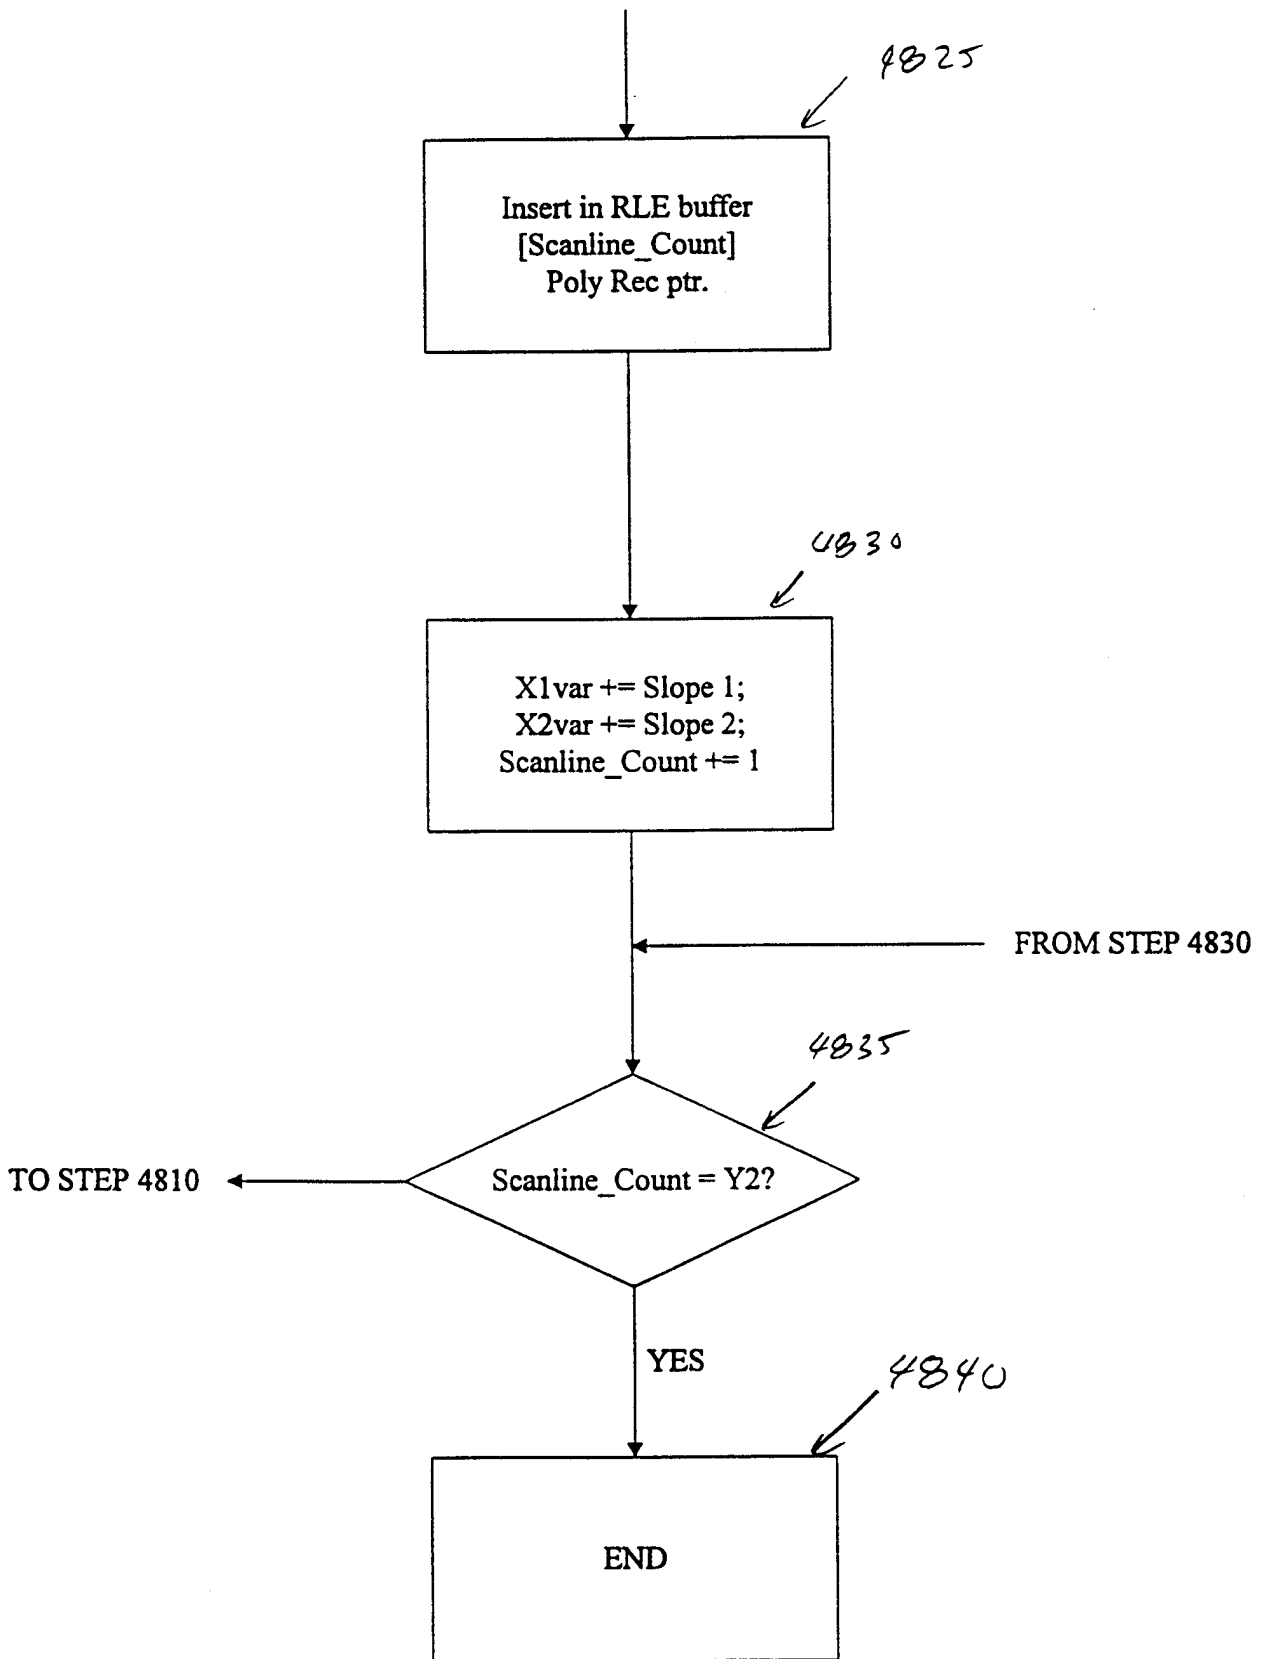 4825
Insert in RLE buffer
[Scanline_Count]
Poly Rec ptr.
4830
X1var += Slope 1;
X2var += Slope 2;
Scanline_Count += 1
FROM STEP 4830
4835
TO STEP 4810
Scanline_Count = Y2?
YES
4840
END